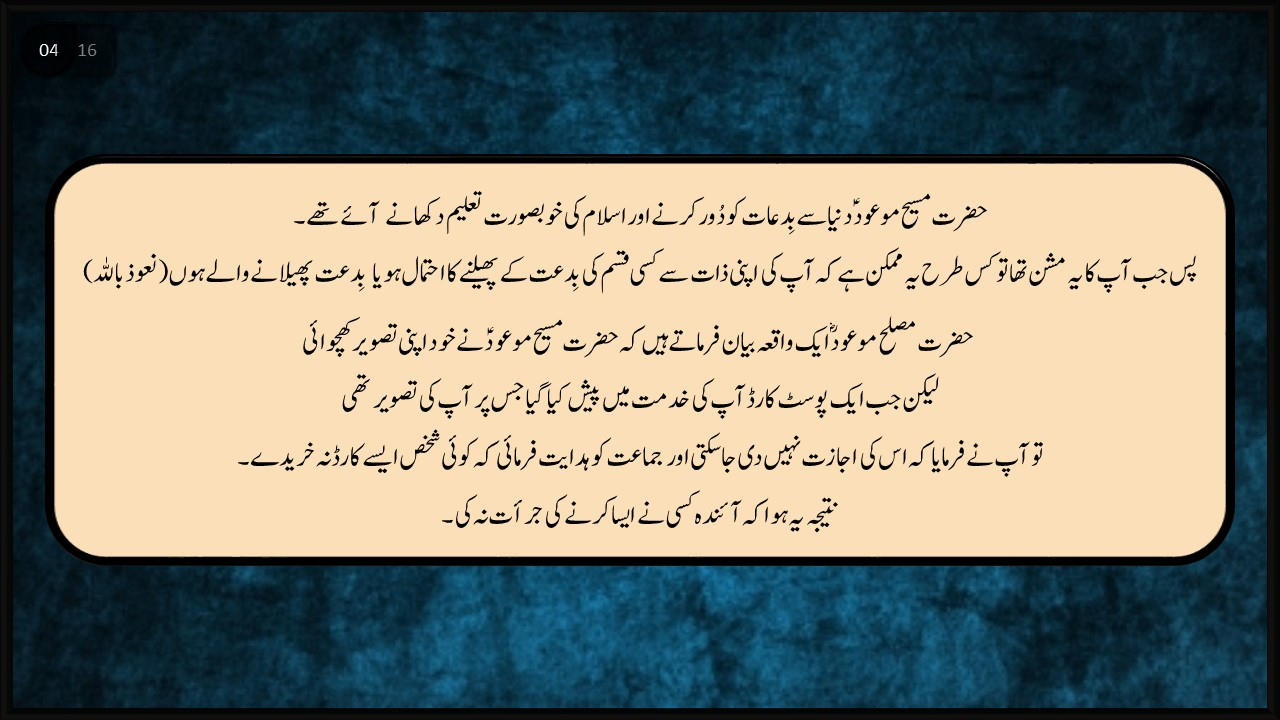 04 16
حضرت مسیح موعودؑ دنیا سے بِدعات کو دُور کرنے اور اسلام کی خوبصورت تعلیم دکھانے آئے تھے۔
پس جب آپ کا یہ مشن تھا تو کس طرح یہ ممکن ہے کہ آپ کی اپنی ذات سے کسی قسم کی بِدعت کے پھیلنے کا احتمال ہو یا بِدعت پھیلانے والے ہوں (نعوذ باللہ)
حضرت مصلح موعودؓ ایک واقعہ بیان فرماتے ہیں کہ حضرت مسیح موعودؑ نے خود اپنی تصویر کھچوائی
لیکن جب ایک پوسٹ کارڈ آپ کی خدمت میں پیش کیا گیا جس پر آپ کی تصویر تھی
تو آپ نے فرمایا کہ اس کی اجازت نہیں دی جاسکتی اور جماعت کو ہدایت فرمائی کہ کوئی شخص ایسے کارڈ نہ خریدے۔
نتیجہ یہ ہوا کہ آئندہ کسی نے ایسا کرنے کی جرأت نہ کی۔